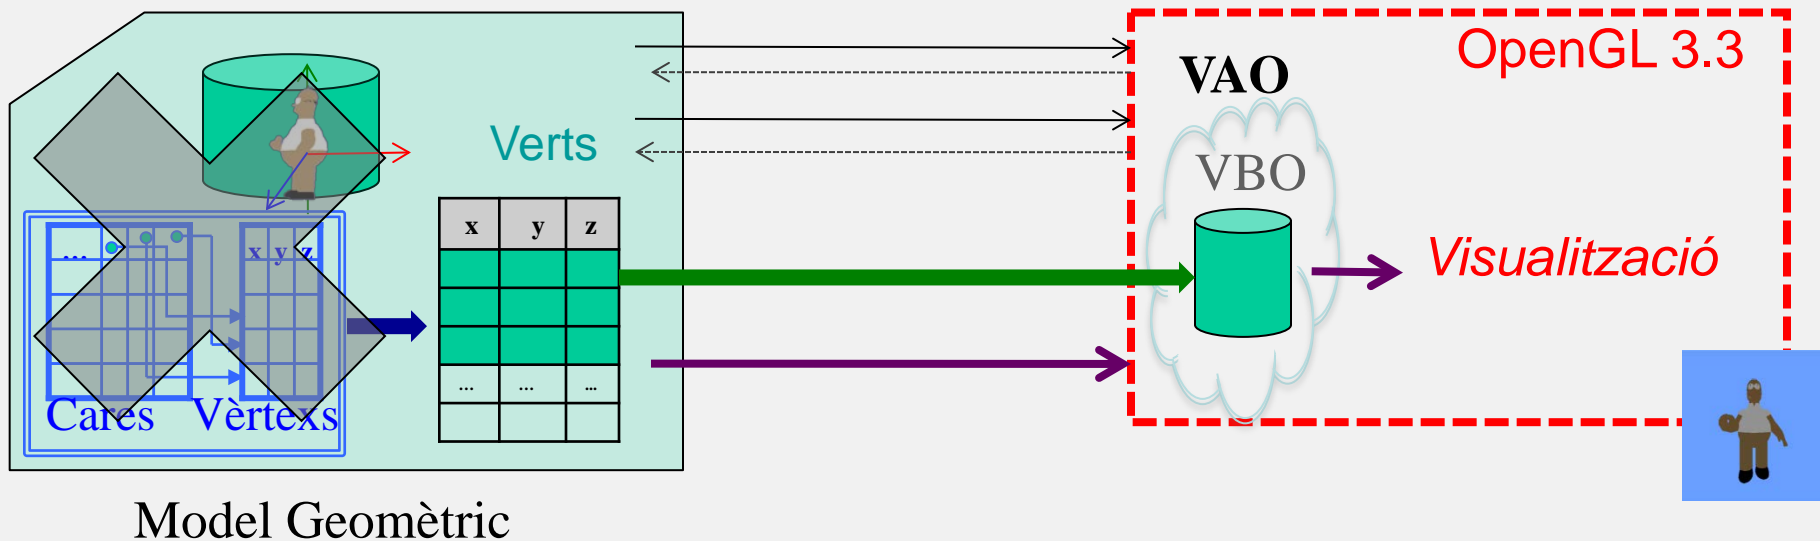 OpenGL 3.3
VAO
Verts
VBO
x y z
... x y z
Visualització
... ... ...
Cares Vèrtexs
Model Geomètric